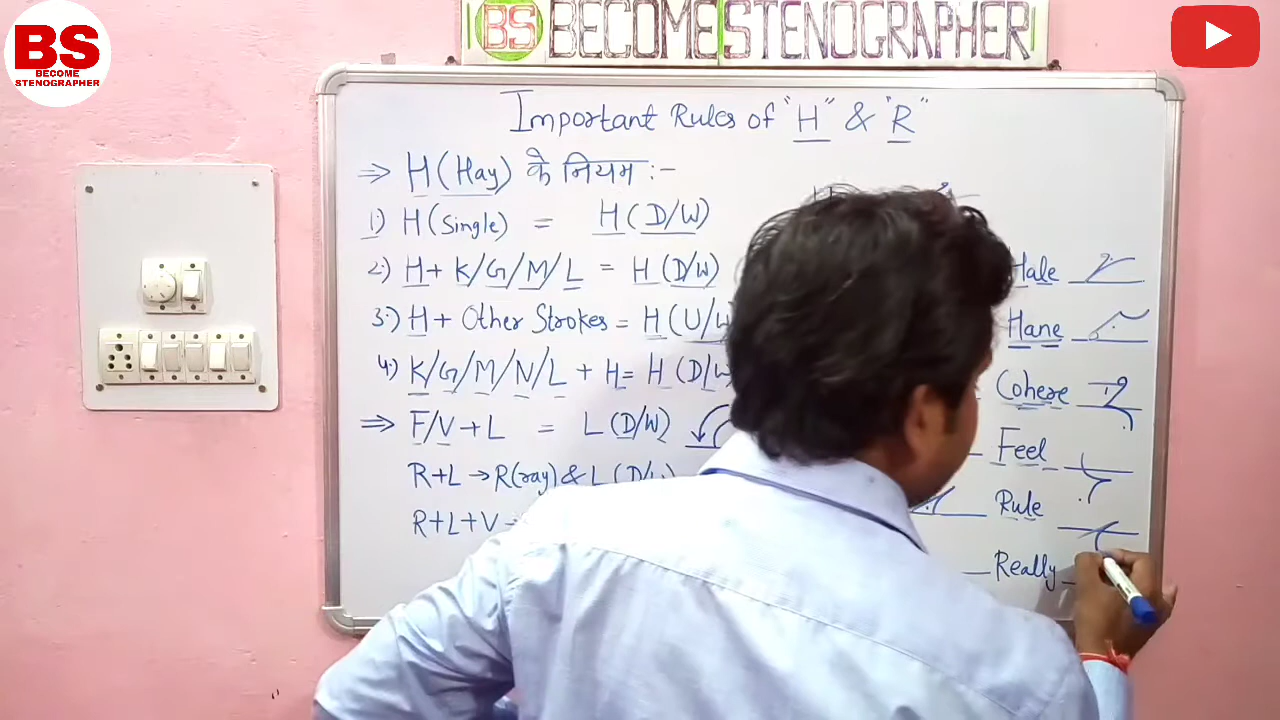 BS
BECOME
STENOGRAPHER
BS BECOME STENOGRAPHER!
Important Rules of "H" & "R"
⇒ H (Hay) के नियम :-
1) H (Single) = H (D/W)
2) H + K/G/M/L = H (D/W)
3) H + Other Strokes = H (U/W)
4) K/G/M/N/L + H = H (D/W)
⇒ F/V + L = L (D/W)
R+L → R(ray) & L (D/W)
R+L+V
Hale
Hane
Cohere
Feel
Rule
Really